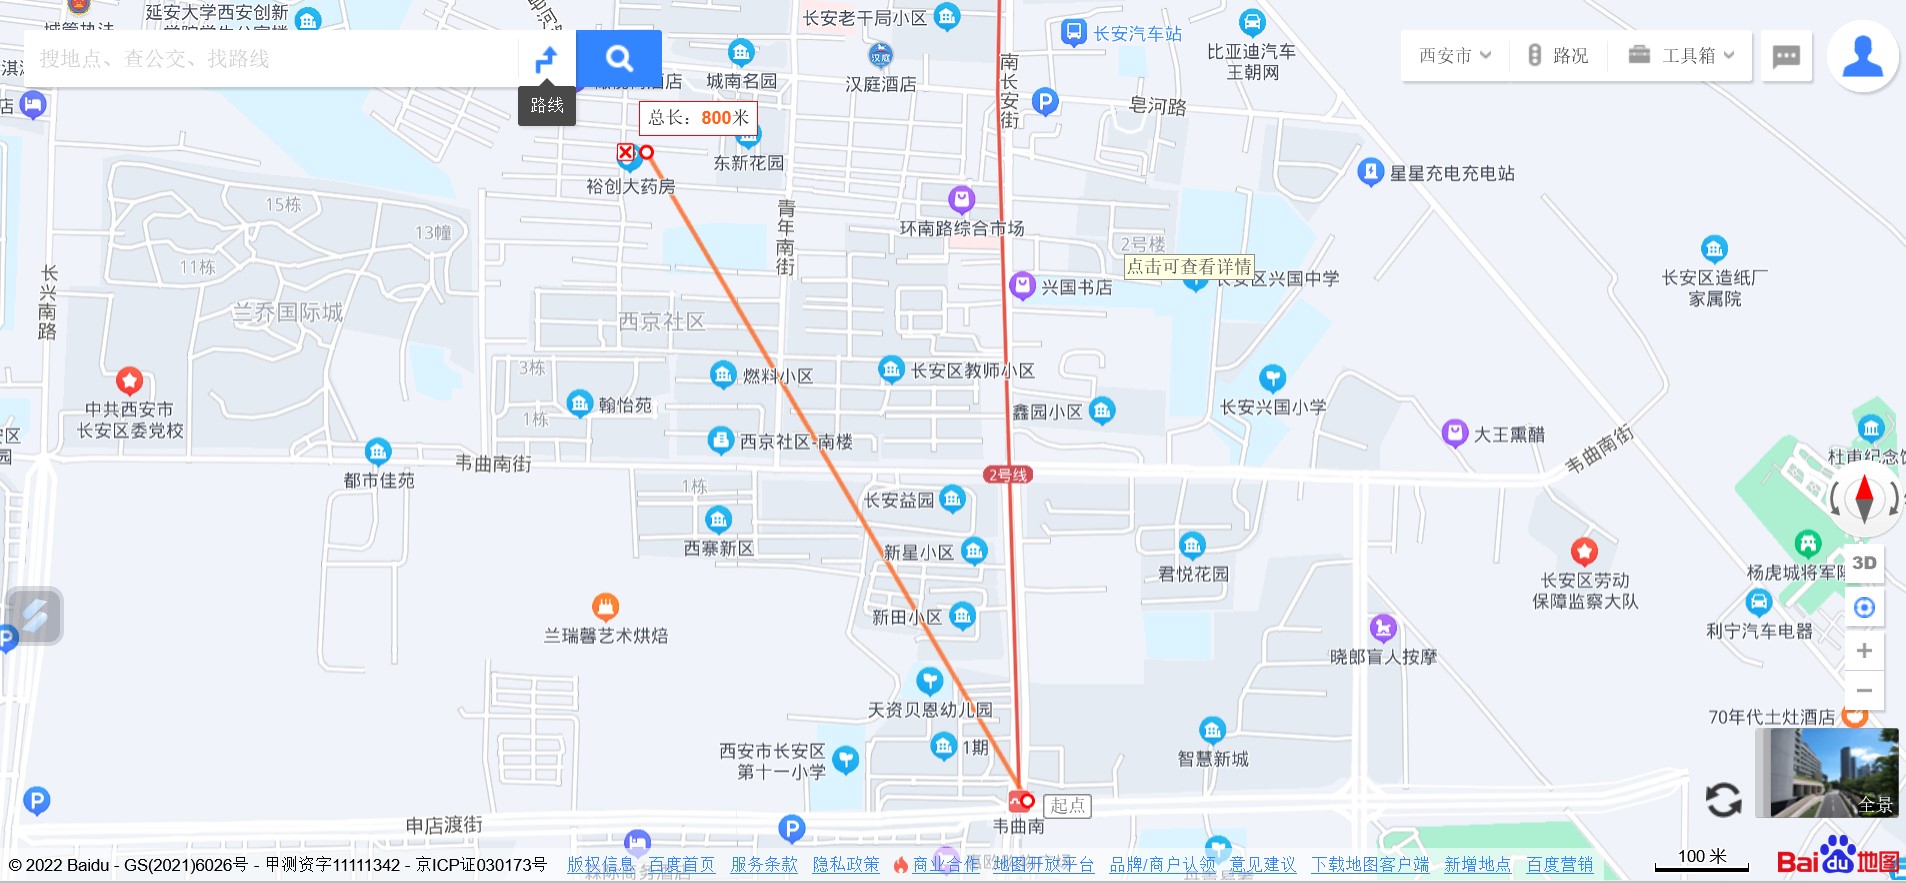 延安大学西安创新
长安老干局小区
长安汽车站
比亚迪汽车
王朝网
搜地点、查公交、找路线
路线
城南名园
汉庭
汉庭酒店
南长安街
皂河路
西安市
路况
工具箱
总长：800米
东新花园
裕创大药房
星星充电充电站
15栋
13幢
11栋
青年南街
环南路综合市场
2号楼
点击可查看详情
长安区兴国中学
兴国书店
长安区造纸厂
家属院
长兴南路
兰乔国际城
西京社区
3栋
1栋
燃料小区
长安区教师小区
翰怡苑
鑫园小区
长安兴国小学
中共西安市
长安区委党校
西京社区-南楼
大王熏醋
韦曲南街
杜甫纪念馆
都市佳苑
韦曲南街
2号线
1栋
长安益园
西寨新区
新星小区
君悦花园
长安区劳动
保障监察大队
杨虎城将军陵
3D
兰瑞馨艺术烘焙
新田小区
利宁汽车电器
晓郎盲人按摩
天资贝恩幼儿园
70年代土灶酒店
西安市长安区
第十一小学
1期
智慧新城
起点
韦曲南
全景
申店渡街
© 2022 Baidu - GS(2021)6026号 - 甲测资字11111342 - 京ICP证030173号
版权信息 百度首页 服务条款 隐私政策 商业合作 地图开放平台 品牌/商户认领 意见建议 下载地图客户端 新增地点 百度营销
100 米
Bai du 地图